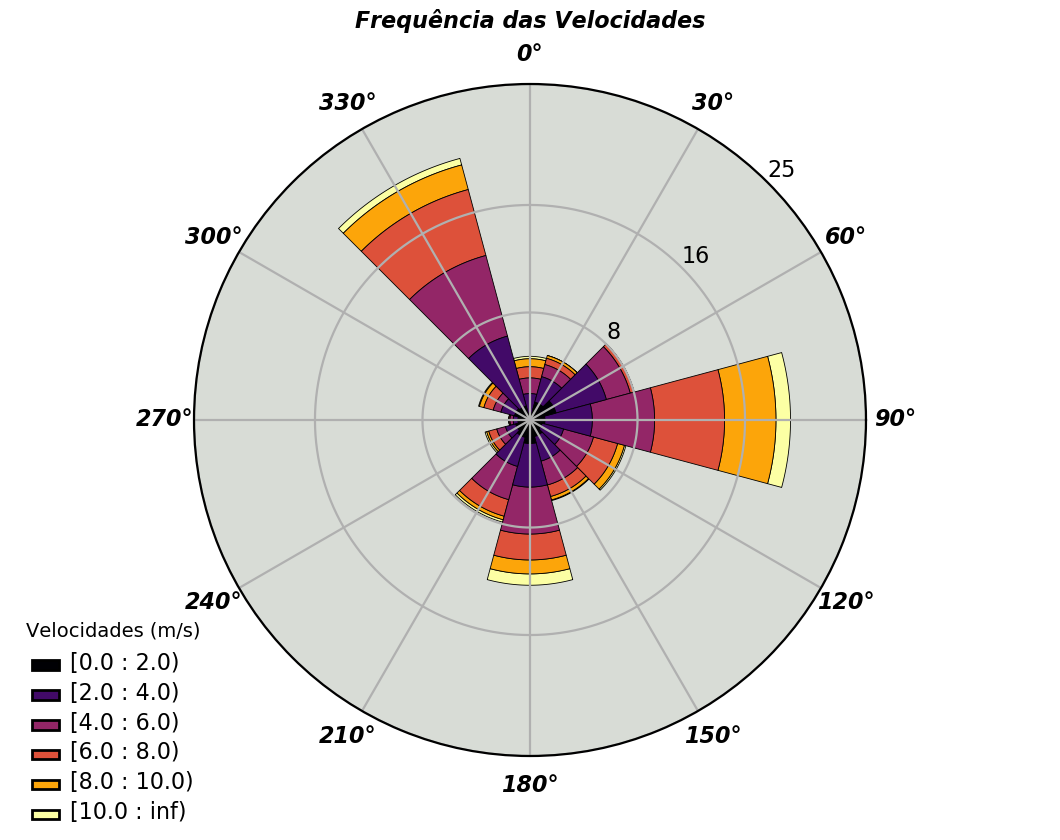 Frequência das Velocidades
0°
330°
30°
25
300°
60°
16
8
270°
90°
240°
120°
210°
150°
180°
Velocidades (m/s)
[0.0 : 2.0)
[2.0 : 4.0)
[4.0 : 6.0)
[6.0 : 8.0)
[8.0 : 10.0)
[10.0 : inf)